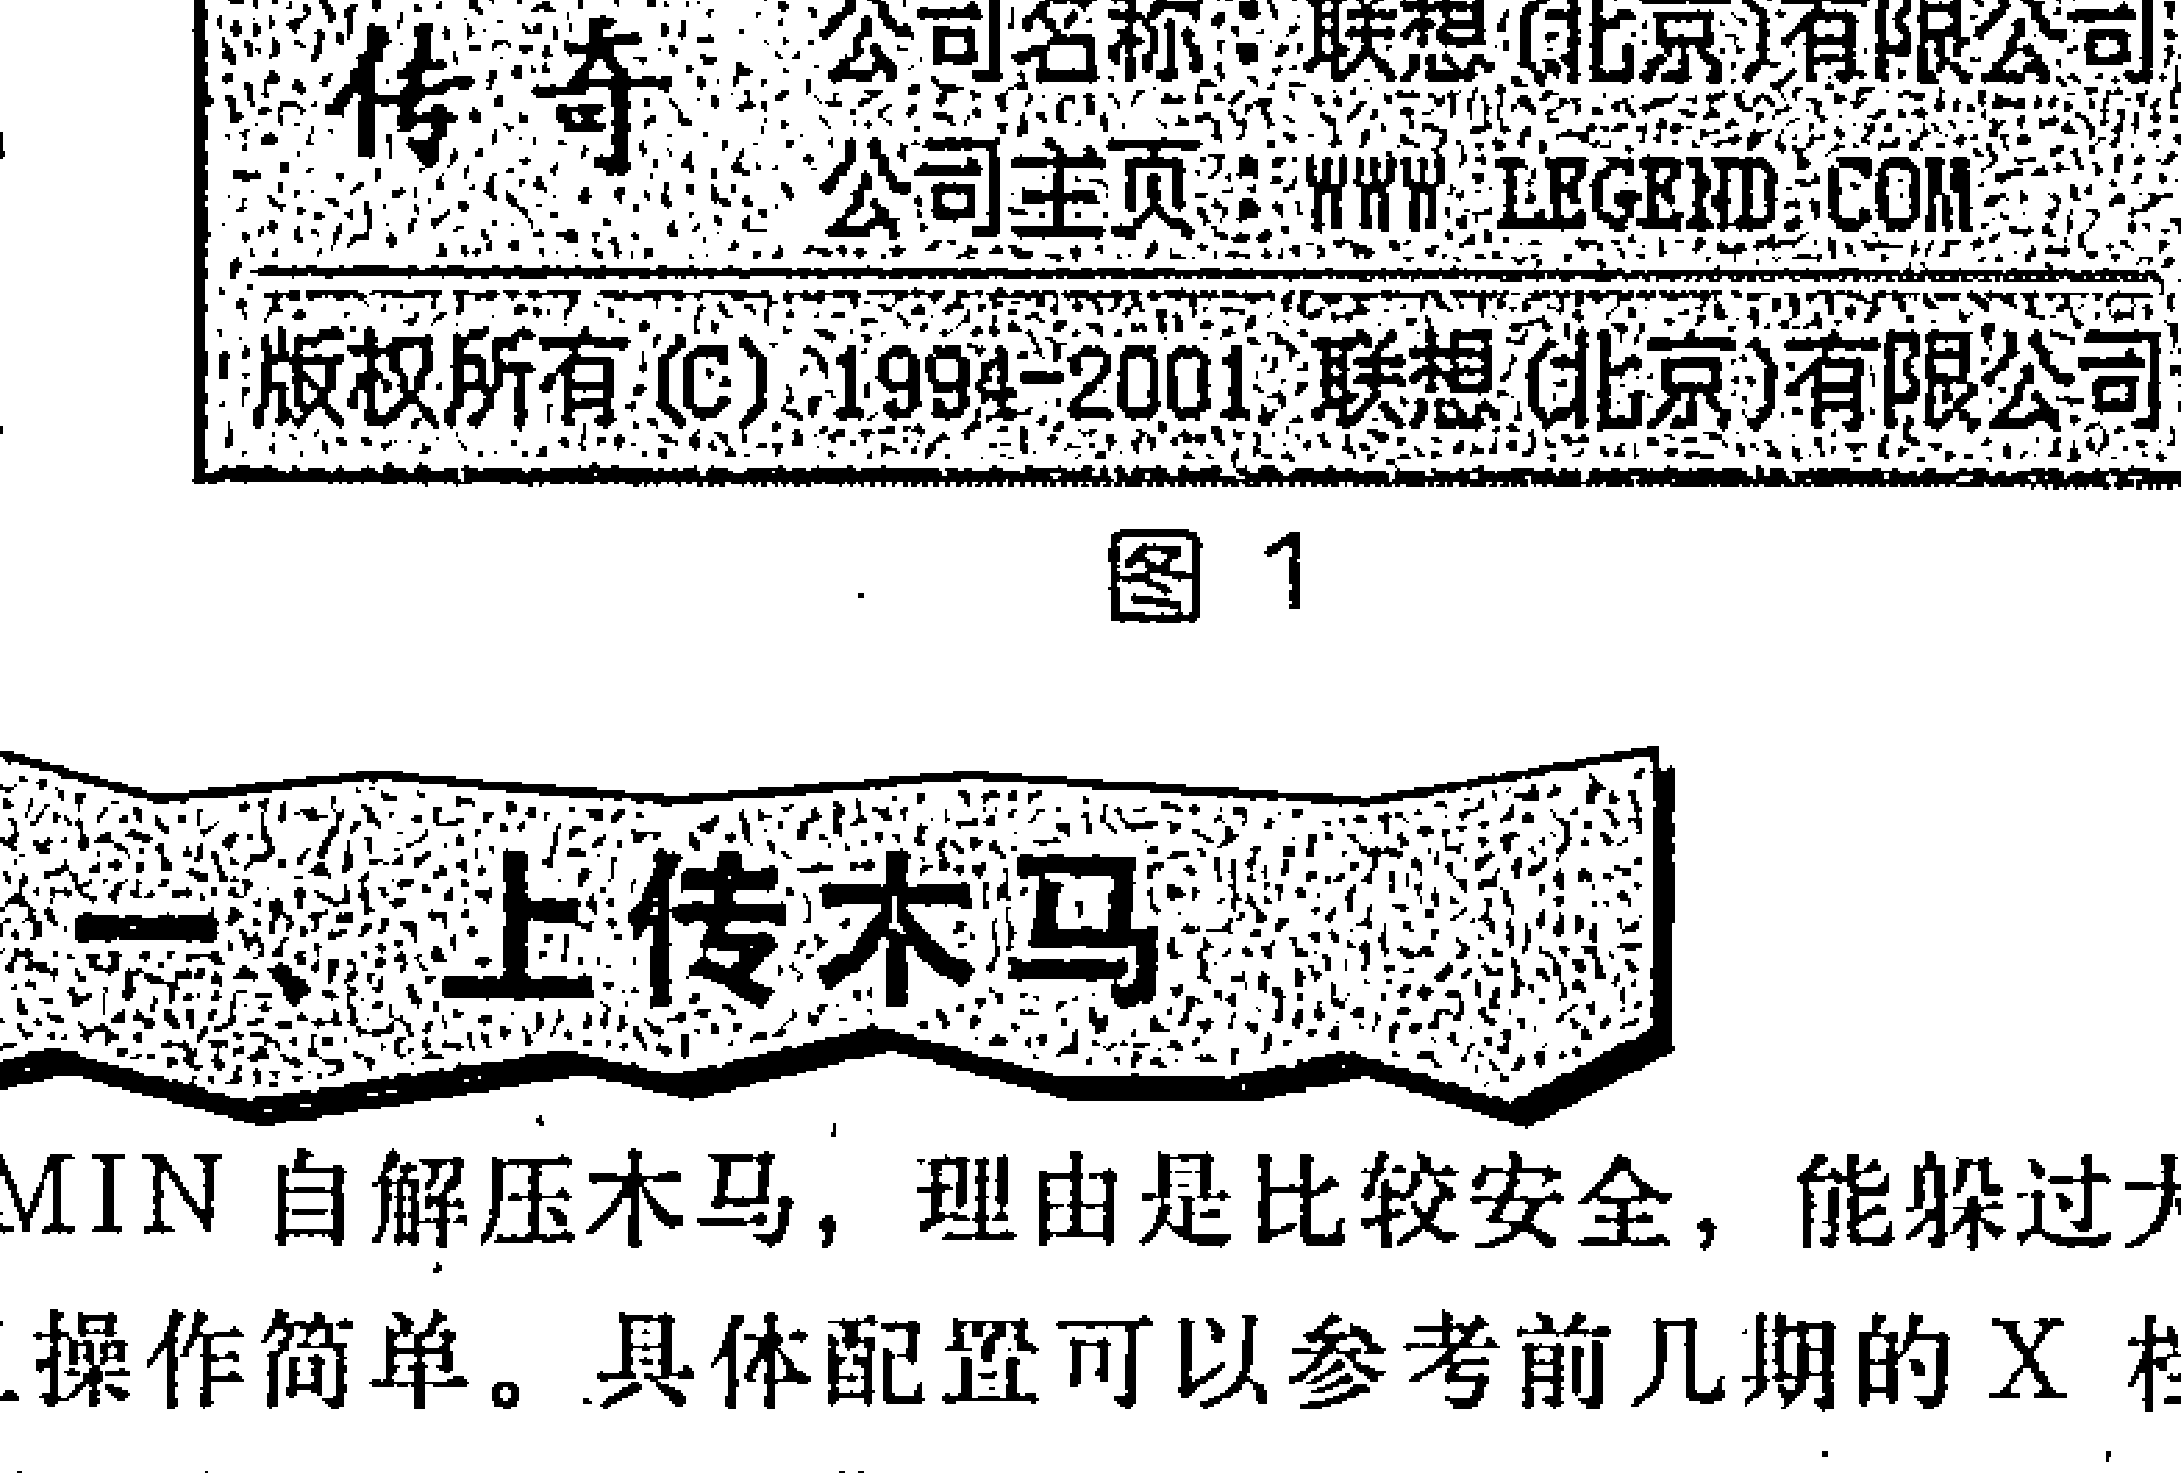 传奇
公司名称: 联想(北京)有限公司
公司主页: WWW.LEGEND.COM
版权所有(C) 1994-2001, 联想(北京)有限公司
图 1
一、上传木马
MIN 自解压木马，理由是比较安全，能躲过
操作简单。具体配置可以参考前几期的 X